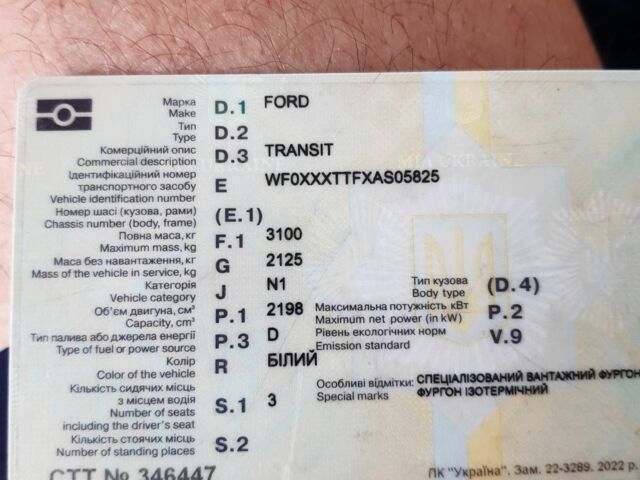 Марка D.1 FORD
Make
Тип D.2
Type
Комерційний опис D.3 TRANSIT
Commercial description
Ідентифікаційний номер
транспортного засобу E WF0XXXTTFXAS05825
Vehicle identification number
Номер шасі (кузова, рами) (E.1)
Chassis number (body, frame)
Повна маса, кг F.1 3100
Maximum mass, kg
Маса без навантаження, кг G 2125
Mass of the vehicle in service, kg
Категорія J N1 Тип кузова (D.4)
Vehicle category Body type
Об'єм двигуна, см³ P.1 2198 Максимальна потужність кВт P.2
Capacity, cm³ Maximum net power (in kW)
Тип палива або джерела енергії P.3 D Рівень екологічних норм V.9
Type of fuel or power source Emission standard
Колір R БІЛИЙ
Color of the vehicle
Кількість сидячих місць
з місцем водія S.1 3 Особливі відмітки: СПЕЦІАЛІЗОВАНИЙ ВАНТАЖНИЙ ФУРГОН
Number of seats Special marks ФУРГОН ІЗОТЕРМІЧНИЙ
including the driver's seat
Кількість стоячих місць S.2
Number of standing places
СТТ № 346447 ПК "Україна". Зам. 22-3289. 2022 р.